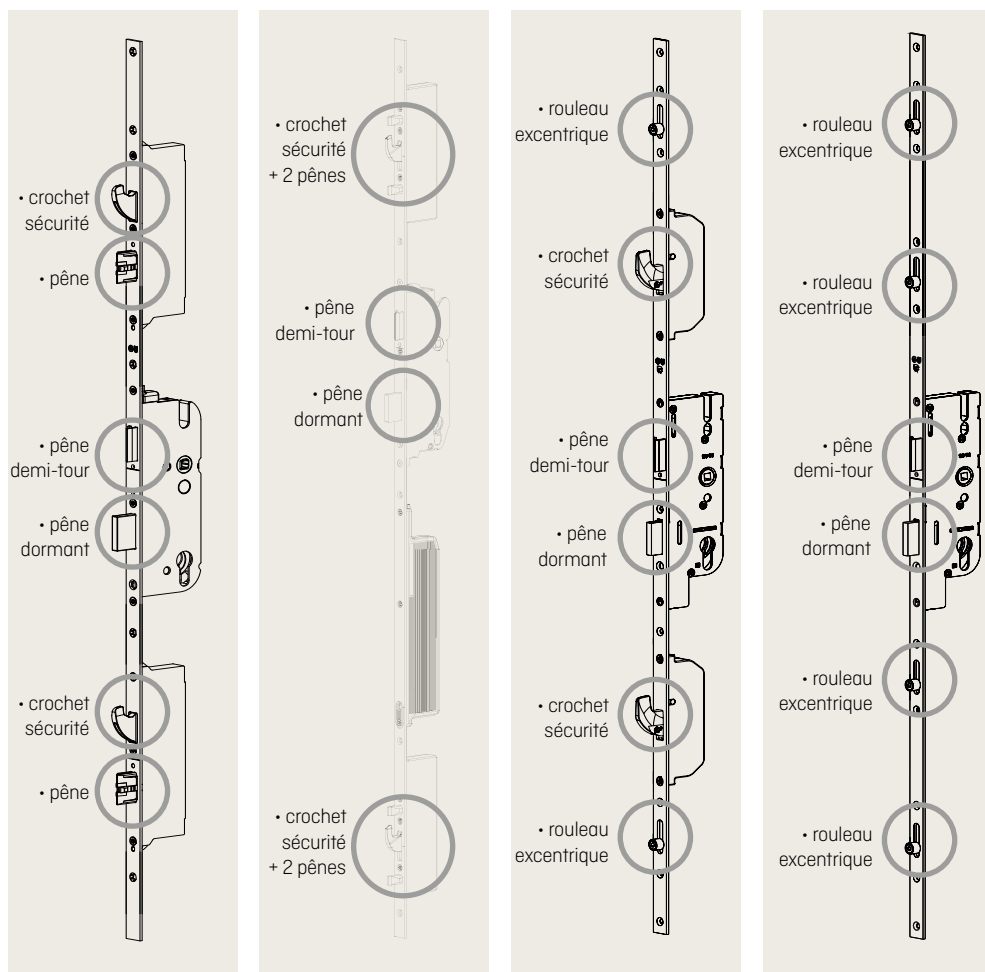 • crochet
sécurité
• pêne
• pêne
demi-tour
• pêne
dormant
• crochet
sécurité
• pêne
• crochet
sécurité
+ 2 pênes
• pêne
demi-tour
• pêne
dormant
• crochet
sécurité
+ 2 pênes
• rouleau
excentrique
• crochet
sécurité
• pêne
demi-tour
• pêne
dormant
• crochet
sécurité
• rouleau
excentrique
• rouleau
excentrique
• rouleau
excentrique
• pêne
demi-tour
• pêne
dormant
• rouleau
excentrique
• rouleau
excentrique